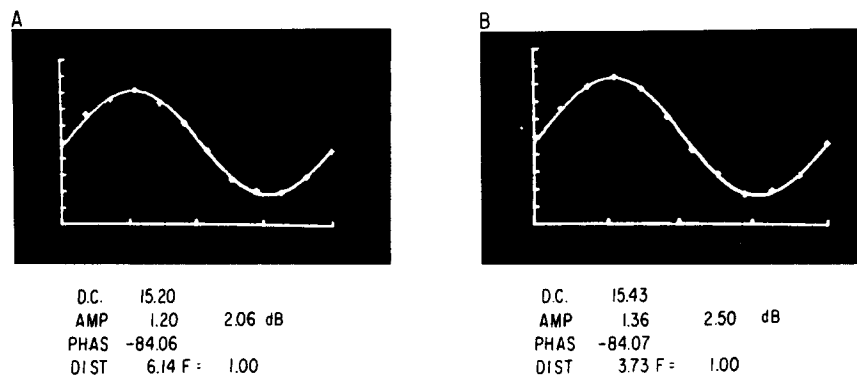 A
D.C. 15.20
AMP 1.20 2.06 dB
PHAS -84.06
DIST 6.14 F = 1.00
B
D.C. 15.43
AMP 1.36 2.50 dB
PHAS -84.07
DIST 3.73 F = 1.00